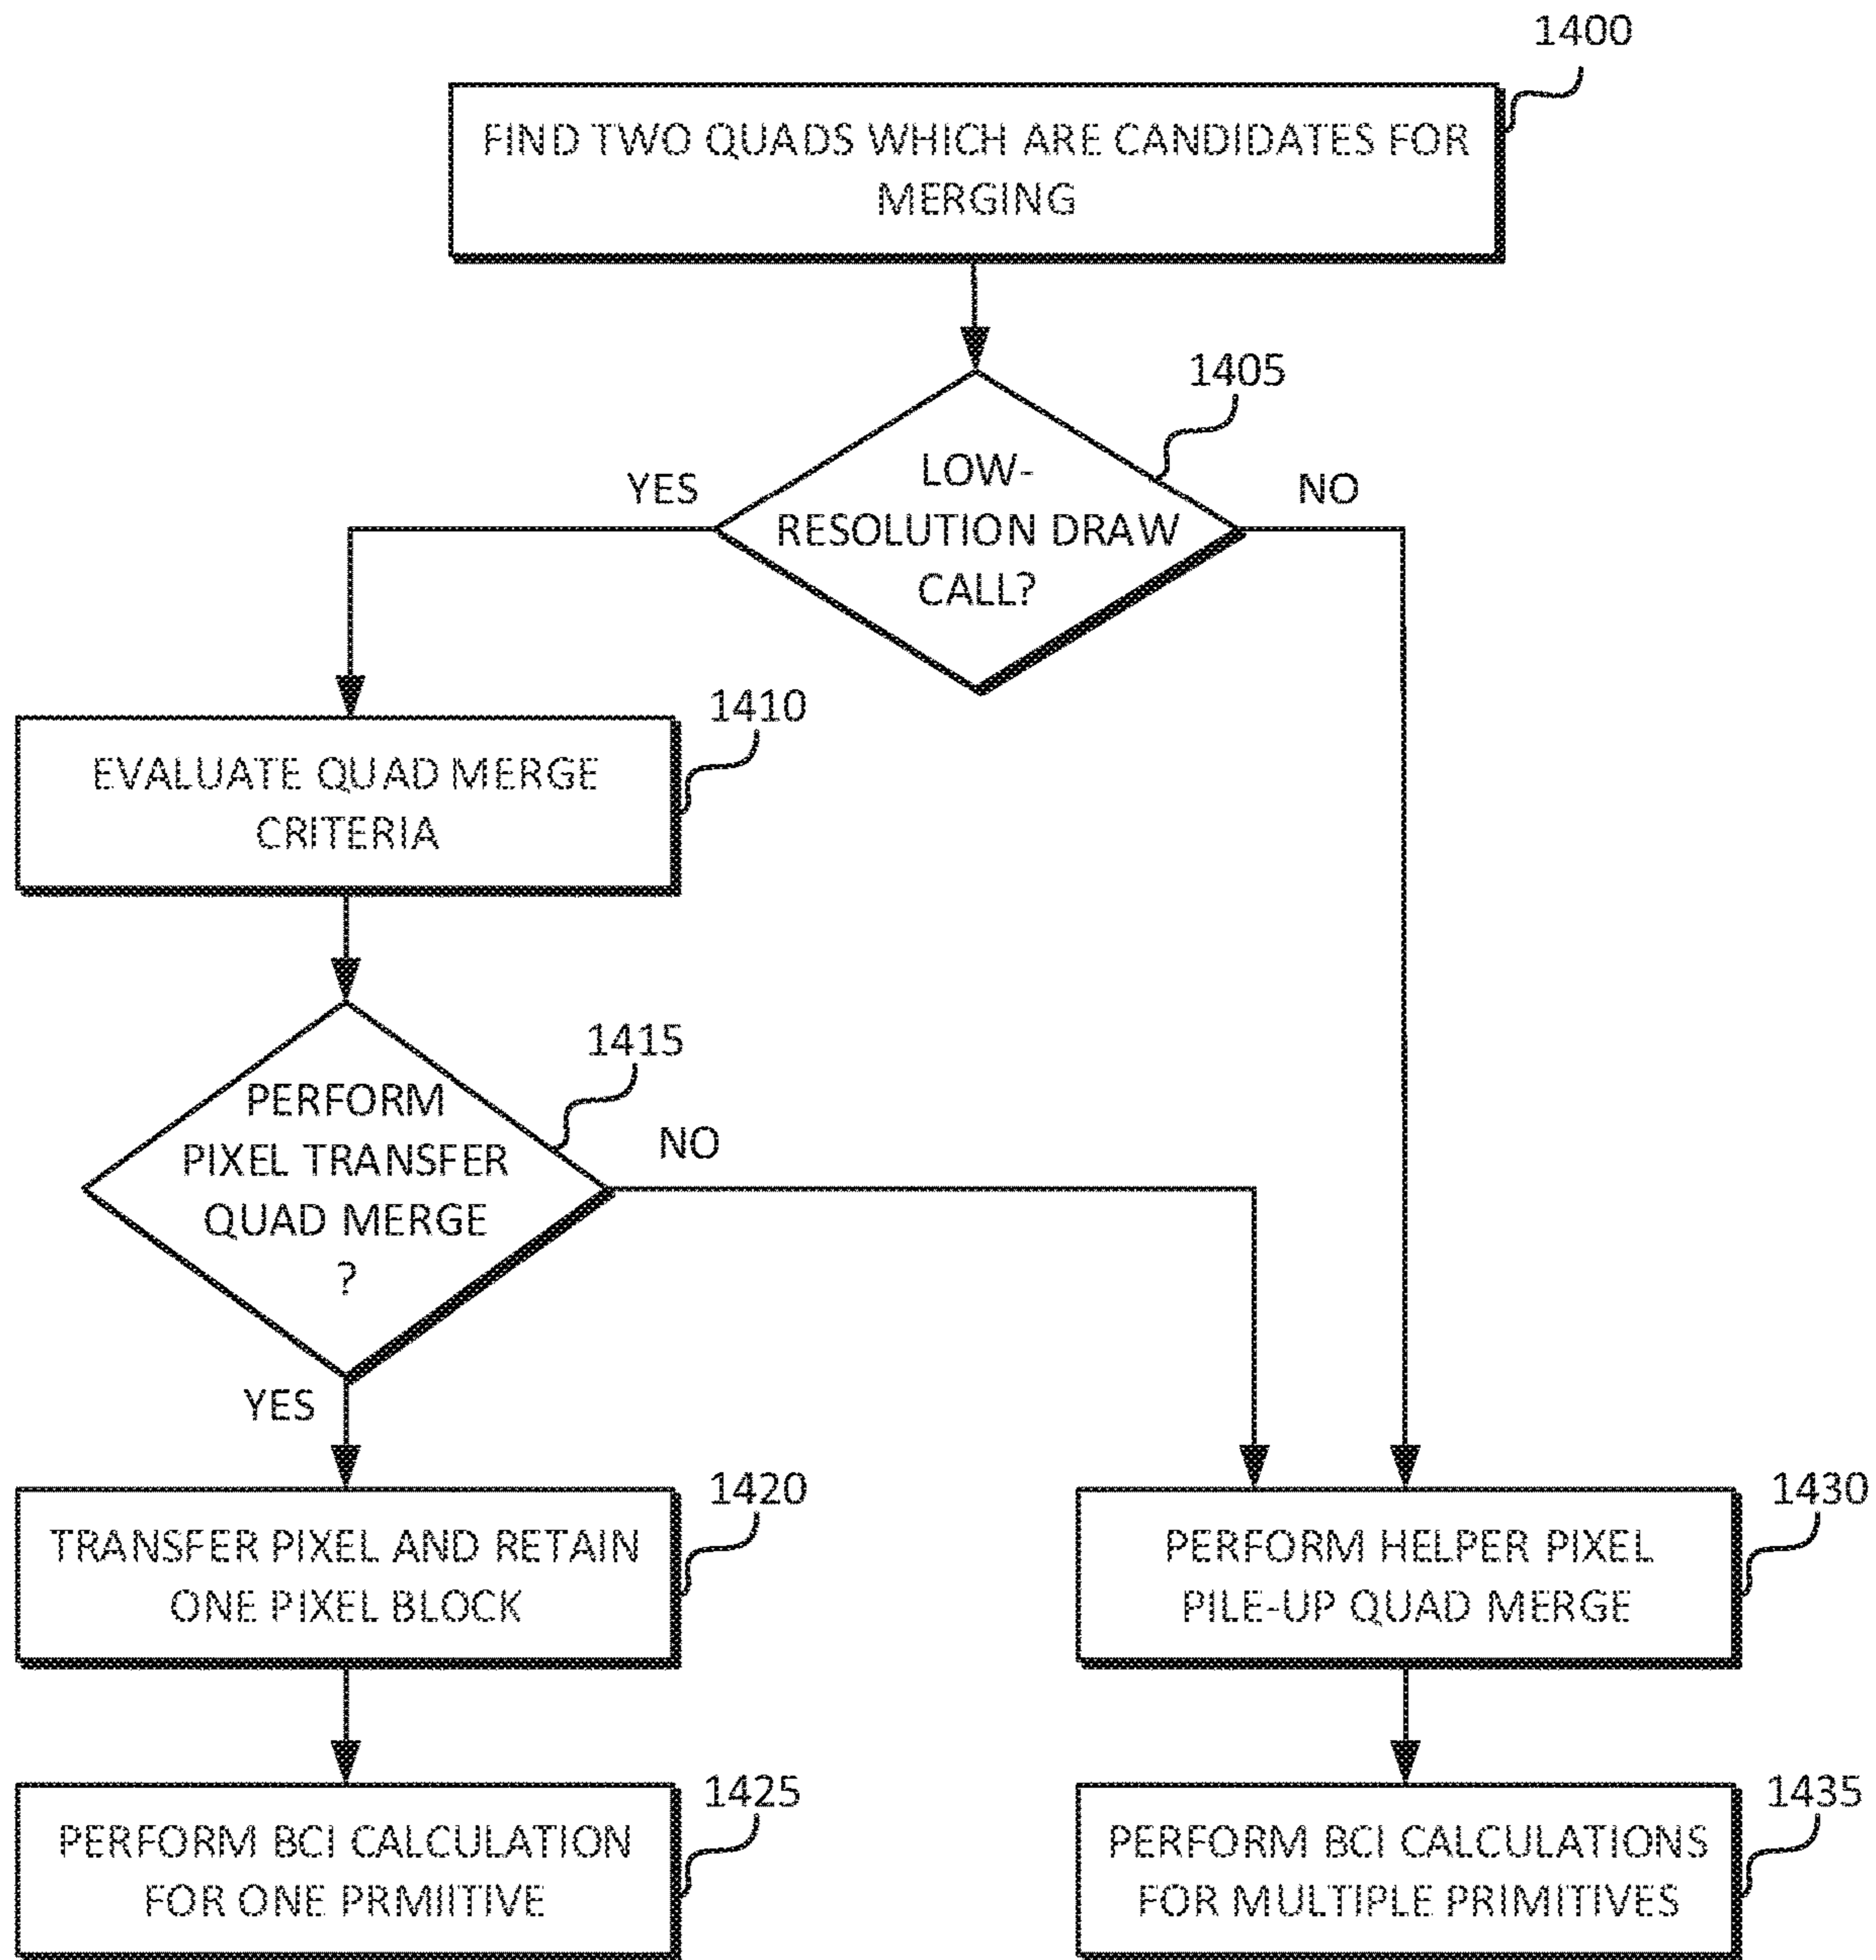 1400
FIND TWO QUADS WHICH ARE CANDIDATES FOR
MERGING
1405
LOW-
RESOLUTION DRAW
CALL?
YES
NO
1410
EVALUATE QUAD MERGE
CRITERIA
1415
PERFORM
PIXEL TRANSFER
QUAD MERGE
?
NO
YES
1420
TRANSFER PIXEL AND RETAIN
ONE PIXEL BLOCK
1430
PERFORM HELPER PIXEL
PILE-UP QUAD MERGE
1425
PERFORM BCI CALCULATION
FOR ONE PRMIITIVE
1435
PERFORM BCI CALCULATIONS
FOR MULTIPLE PRIMITIVES